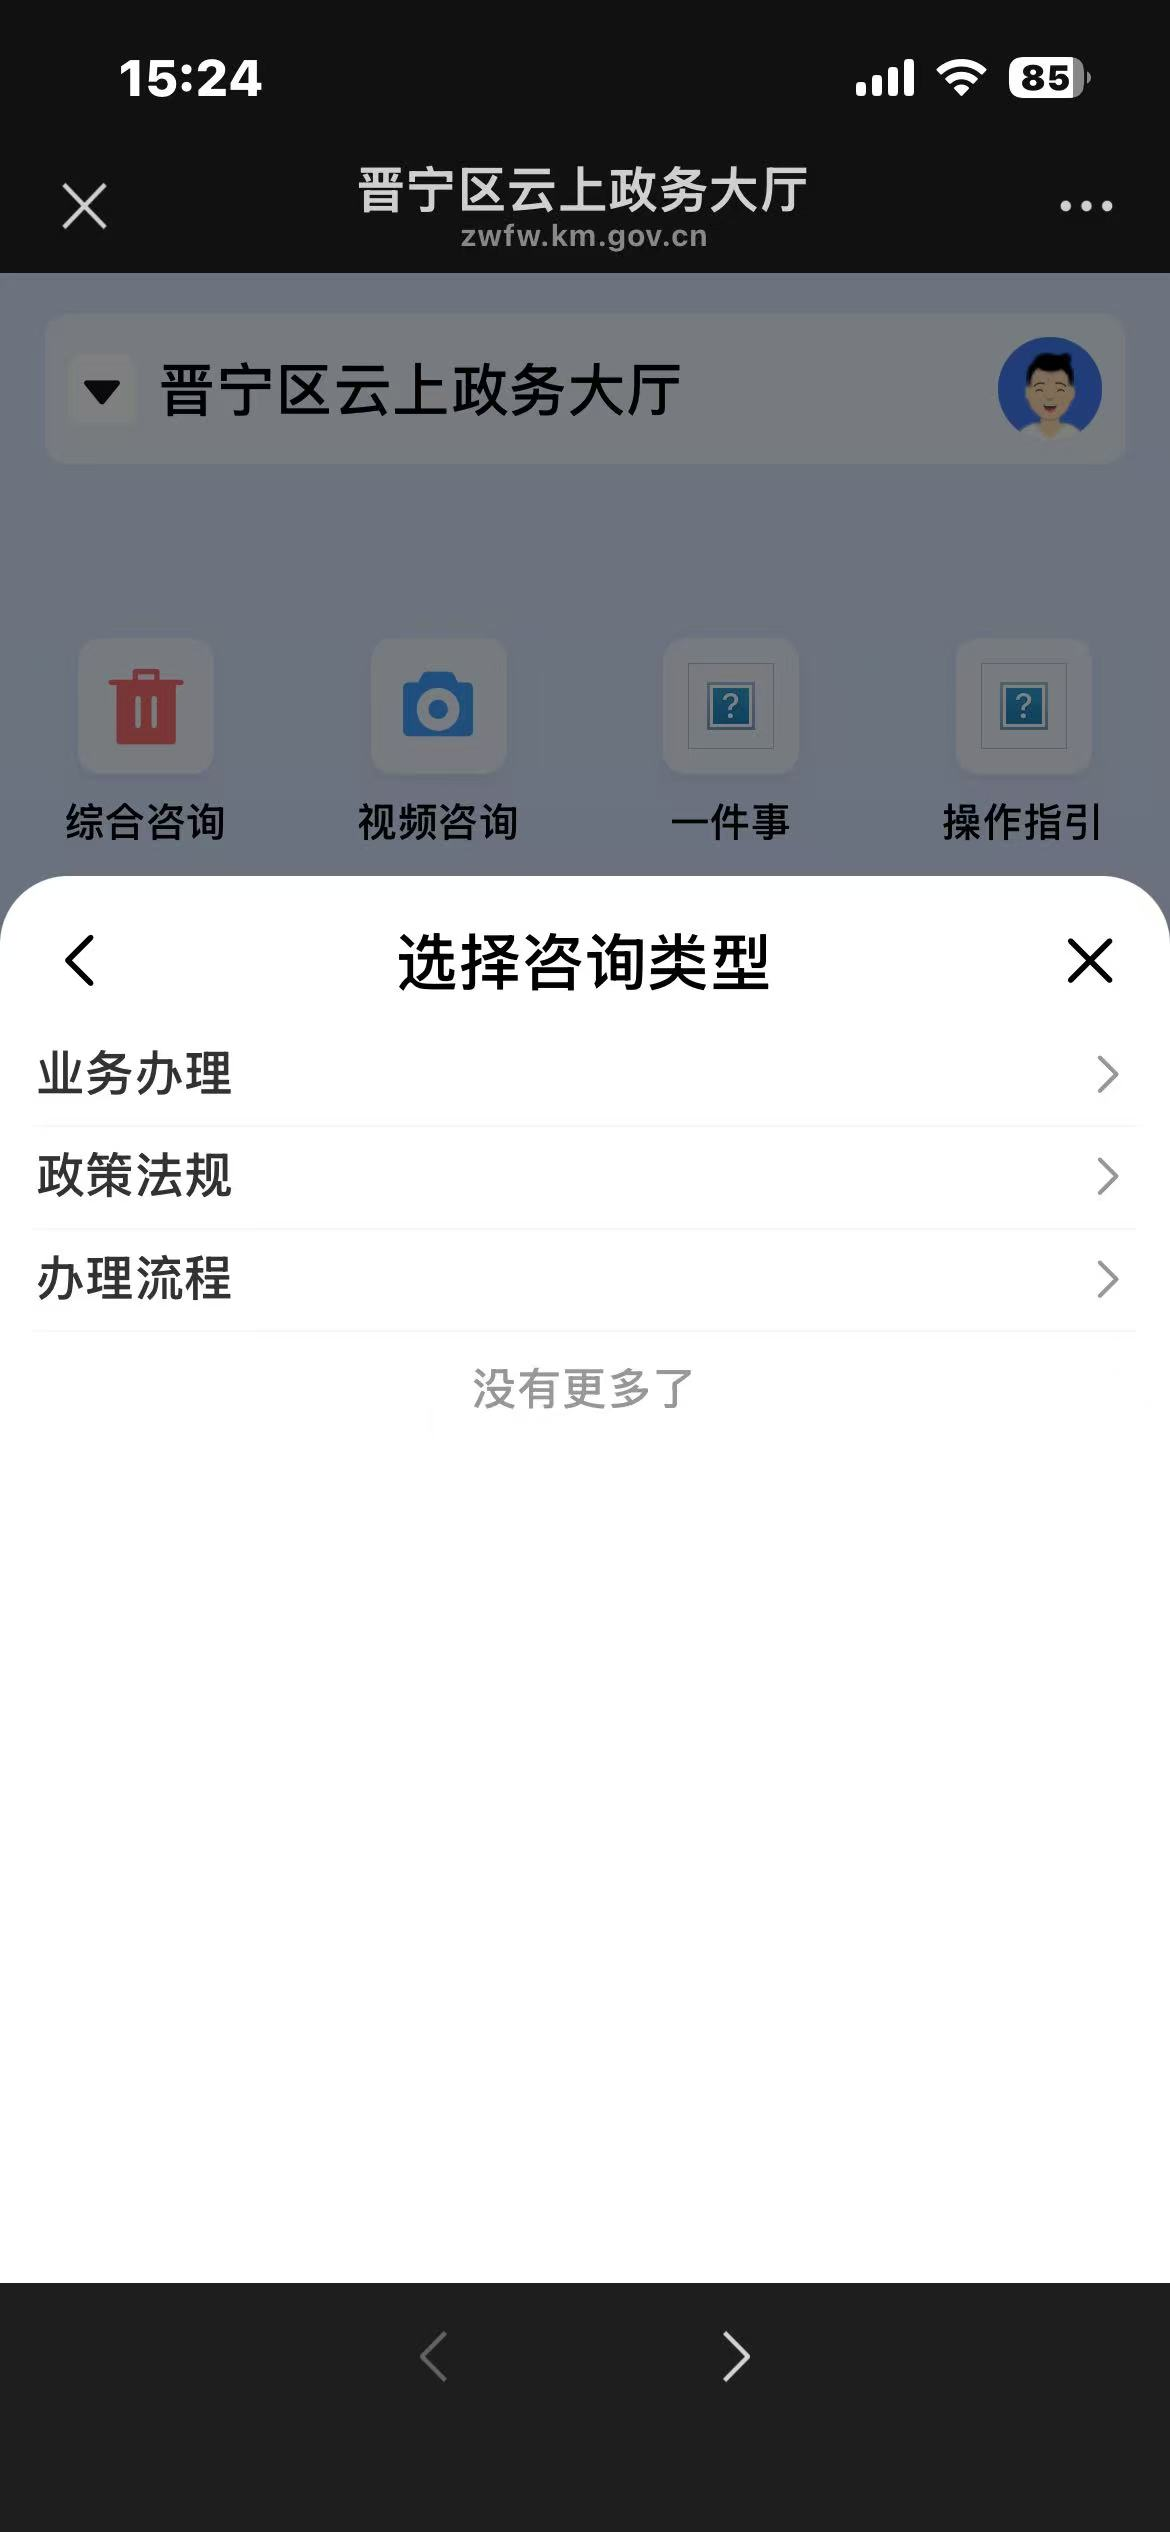 15:24
85
晋宁区云上政务大厅
zwfw.km.gov.cn
晋宁区云上政务大厅
综合咨询 视频咨询 一件事 操作指引
选择咨询类型
业务办理
政策法规
办理流程
没有更多了